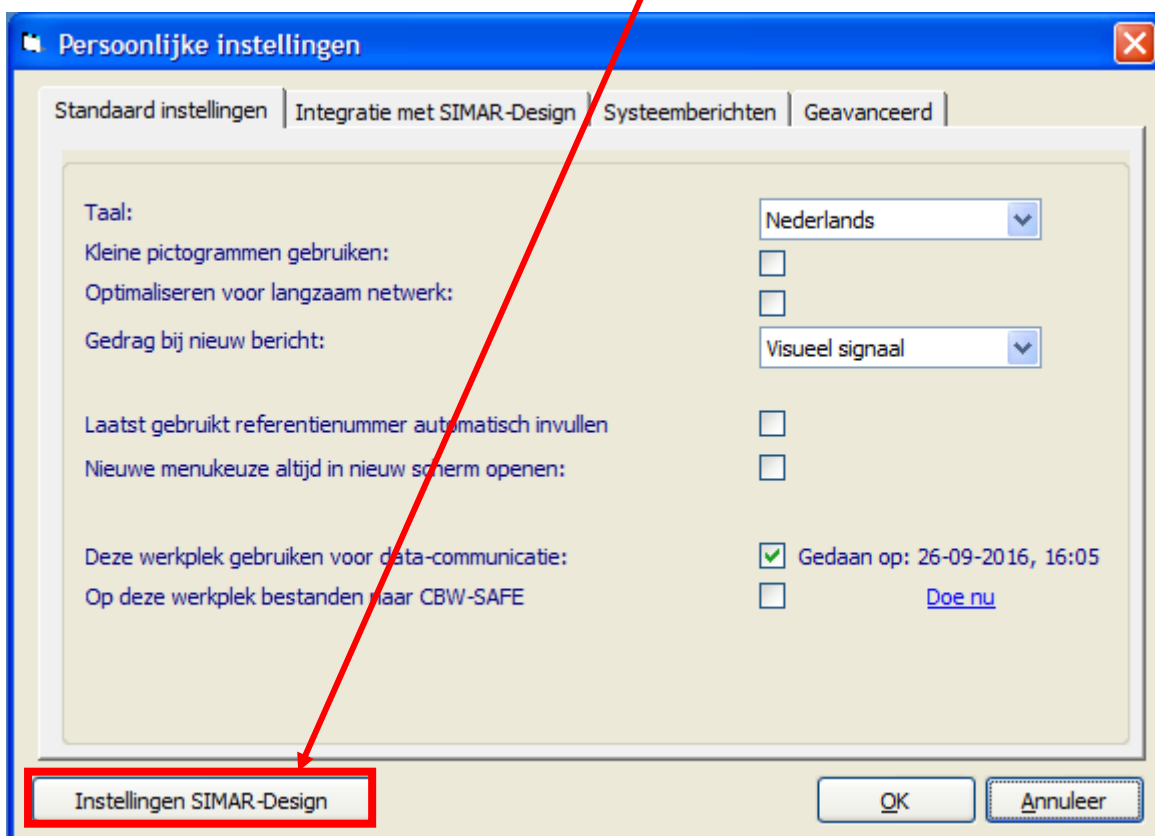 Persoonlijke instellingen
Standaard instellingen Integratie met SIMAR-Design Systeemberichten Geavanceerd
Taal: Nederlands
Kleine pictogrammen gebruiken:
Optimaliseren voor langzaam netwerk:
Gedrag bij nieuw bericht: Visueel signaal
Laatst gebruikt referentienummer automatisch invullen
Nieuwe menukeuze altijd in nieuw scherm openen:
Deze werkplek gebruiken voor data-communicatie: Gedaan op: 26-09-2016, 16:05
Op deze werkplek bestanden naar CBW-SAFE Doe nu
Instellingen SIMAR-Design OK Annuleer